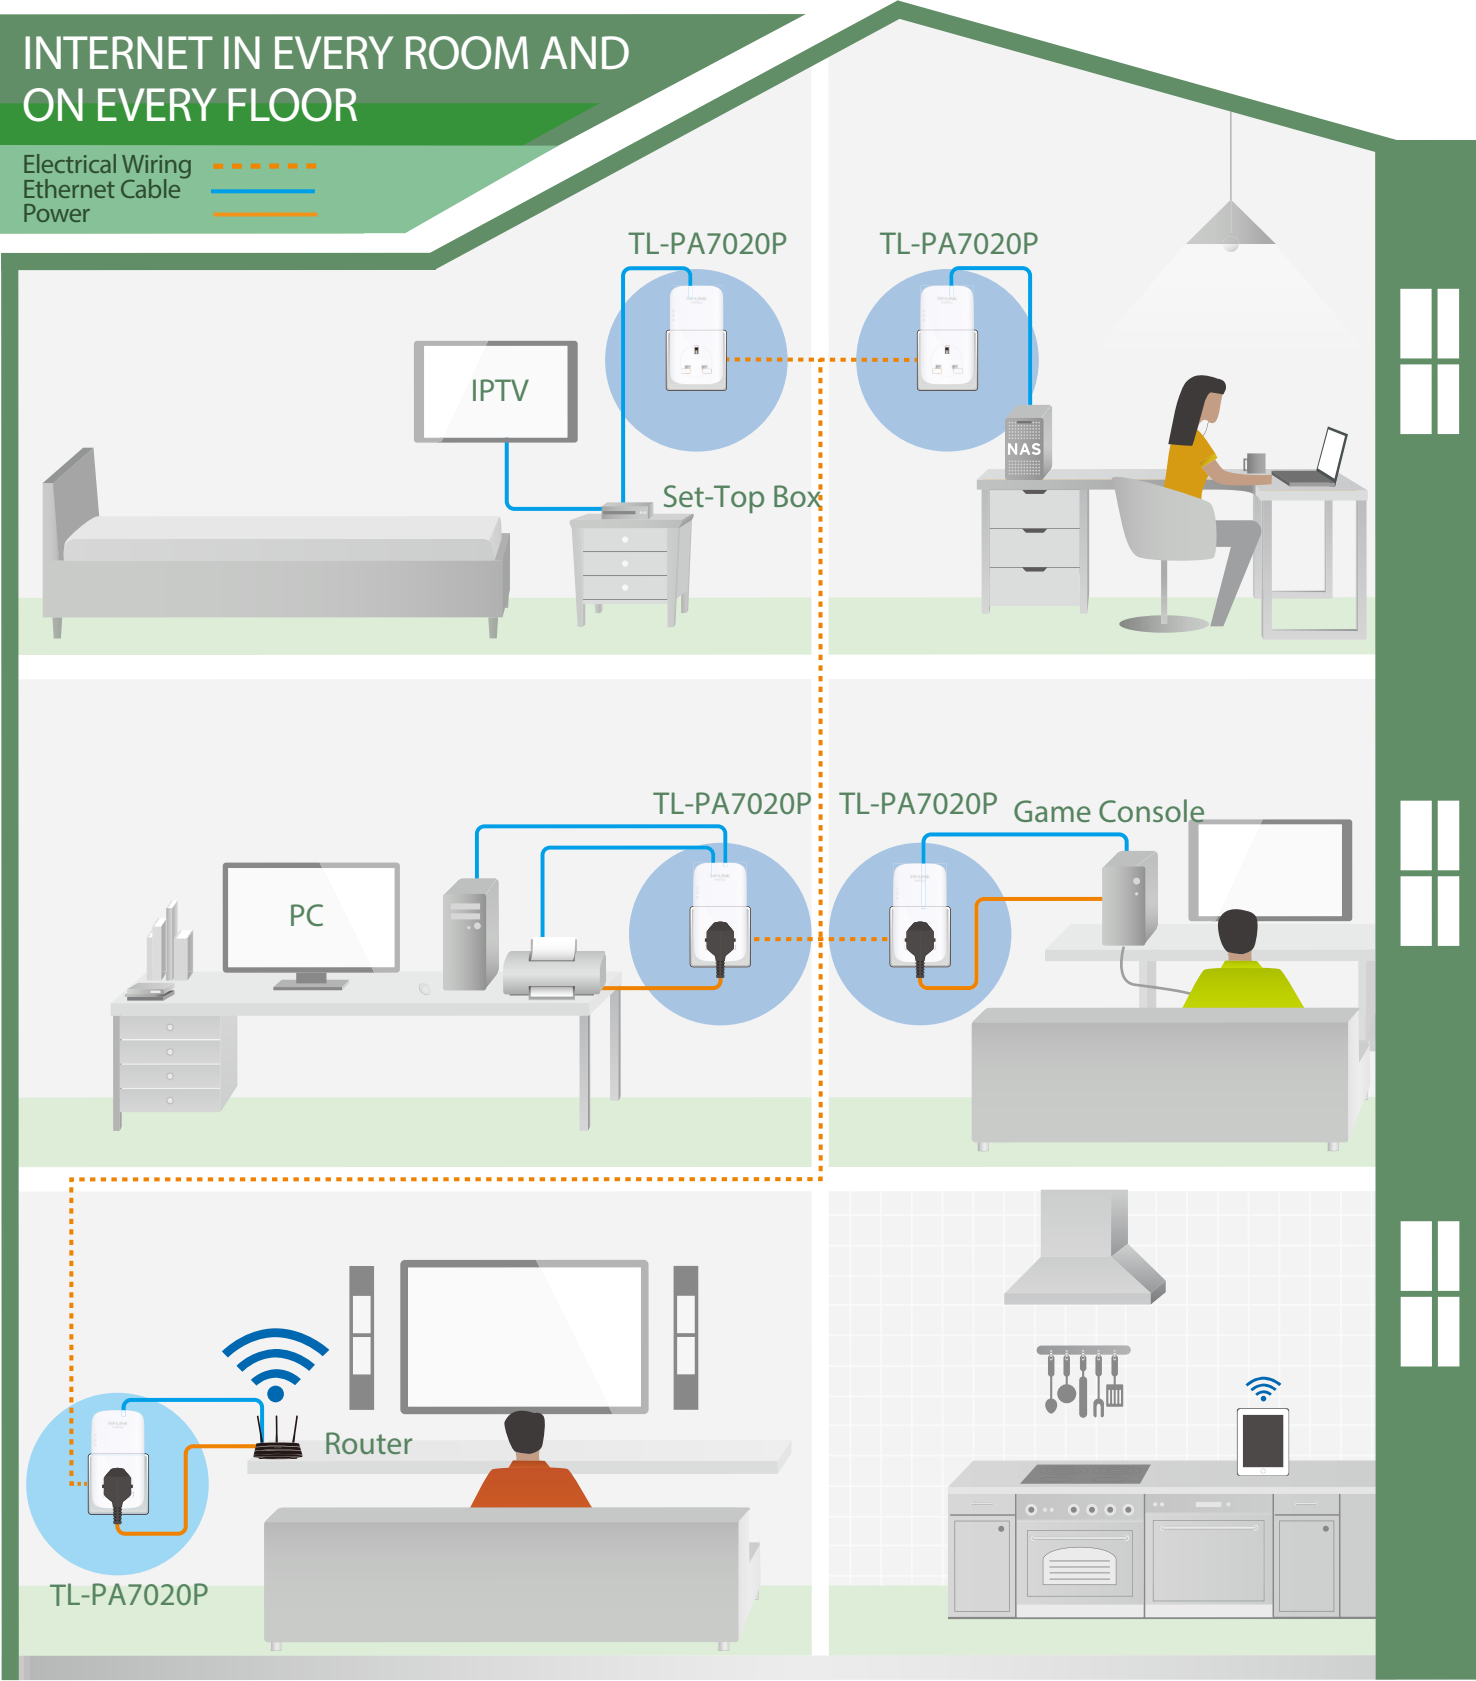 INTERNET IN EVERY ROOM AND
ON EVERY FLOOR
Electrical Wiring
Ethernet Cable
Power
TL-PA7020P
TL-PA7020P
IPTV
NAS
Set-Top Box
TL-PA7020P
TL-PA7020P
Game Console
PC
Router
TL-PA7020P